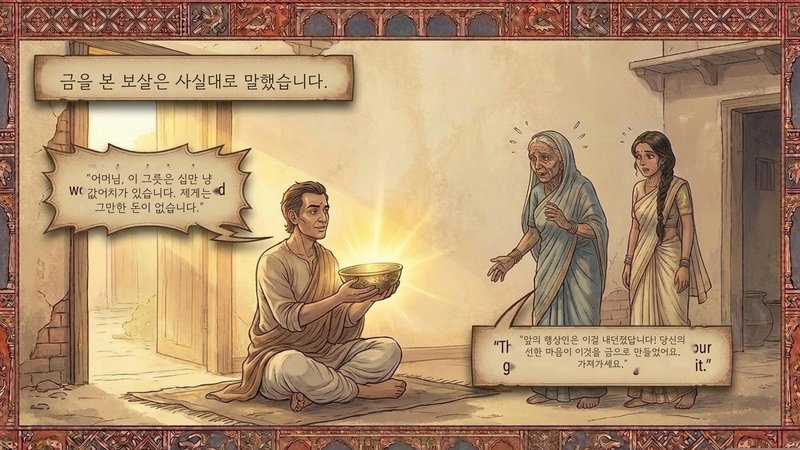 금을 본 보살은 사실대로 말했습니다.
“어머님, 이 그릇은 십만 냥
값어치가 있습니다. 제게는
그만한 돈이 없습니다.”
“앞의 행상인은 이걸 내던졌답니다! 당신의
선한 마음이 이것을 금으로 만들었어요.
가져가세요.”
it.”